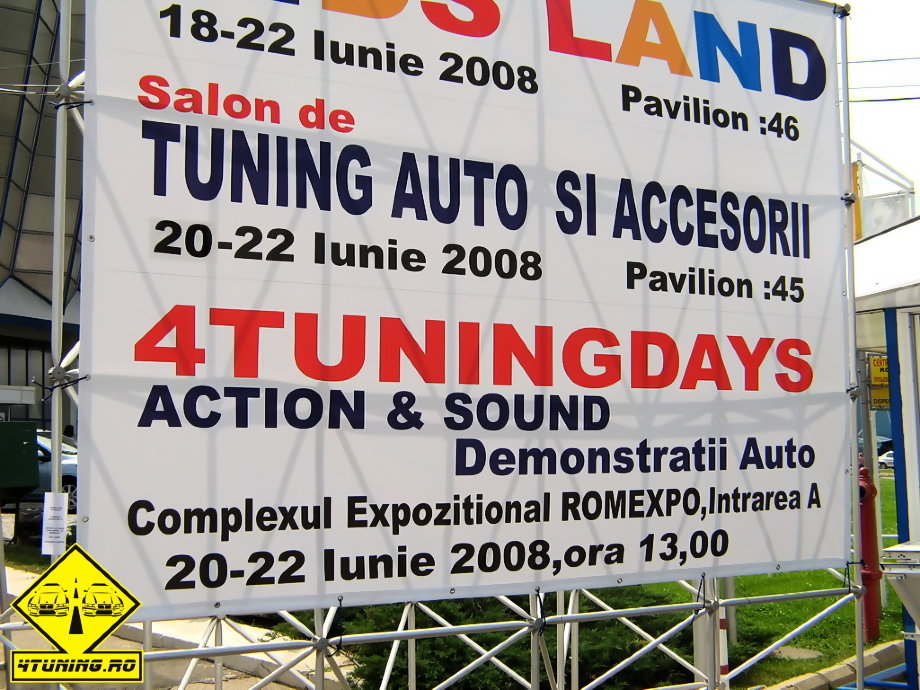 LAND
18-22 Iunie 2008
Pavilion :46
Salon de
TUNING AUTO SI ACCESORII
20-22 Iunie 2008
Pavilion :45
4TUNINGDAYS
ACTION & SOUND
Demonstratii Auto
Complexul Expozitional ROMEXPO,Intrarea A
20-22 Iunie 2008,ora 13,00
4TUNING.RO